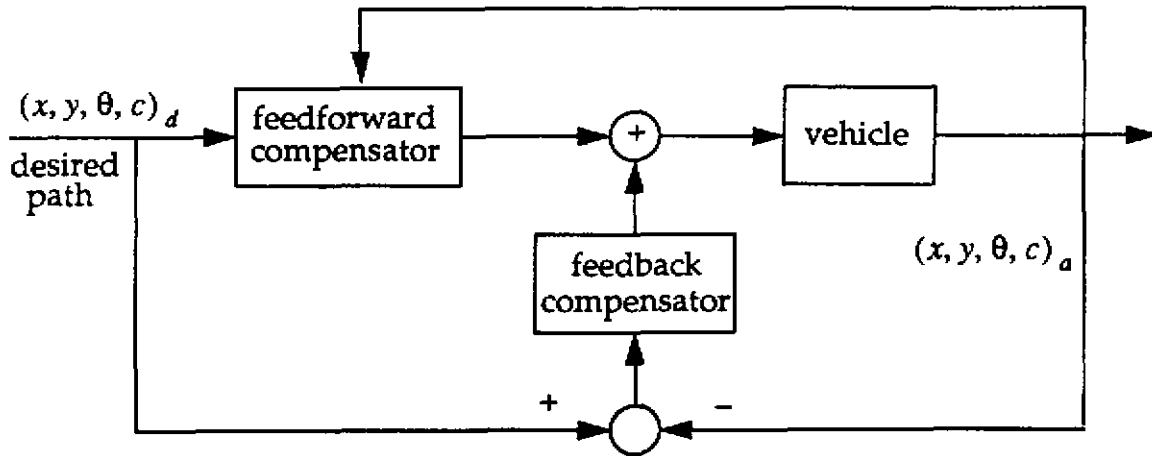 (x, y, θ, c) d
desired
path
feedforward
compensator
+
vehicle
feedback
compensator
(x, y, θ, c) a
+
−